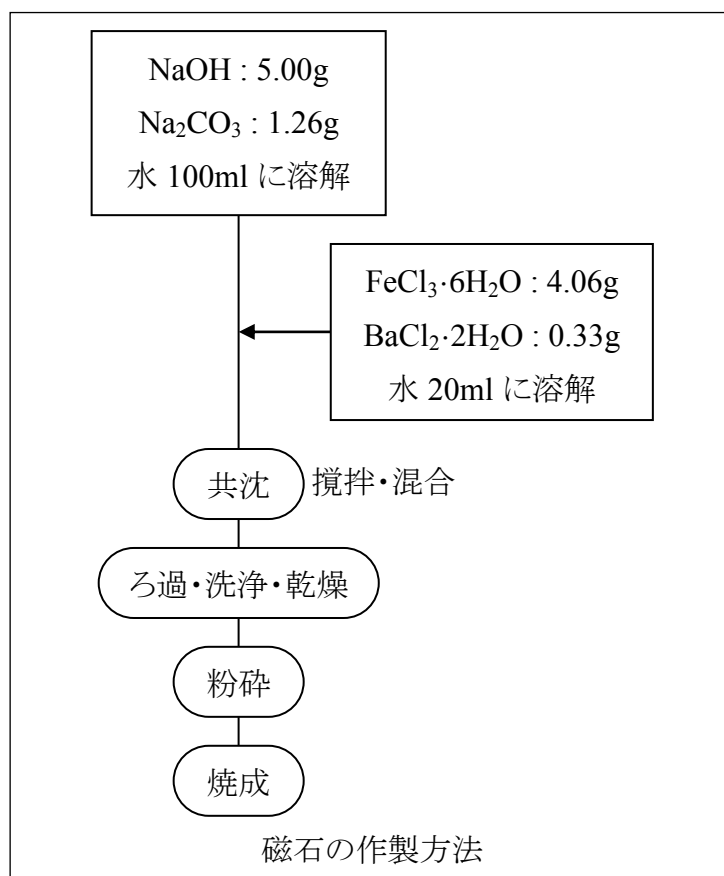 NaOH : 5.00g
Na₂CO₃ : 1.26g
水 100ml に溶解
FeCl₃·6H₂O : 4.06g
BaCl₂·2H₂O : 0.33g
水 20ml に溶解
共沈 撹拌・混合
ろ過・洗浄・乾燥
粉砕
焼成
磁石の作製方法